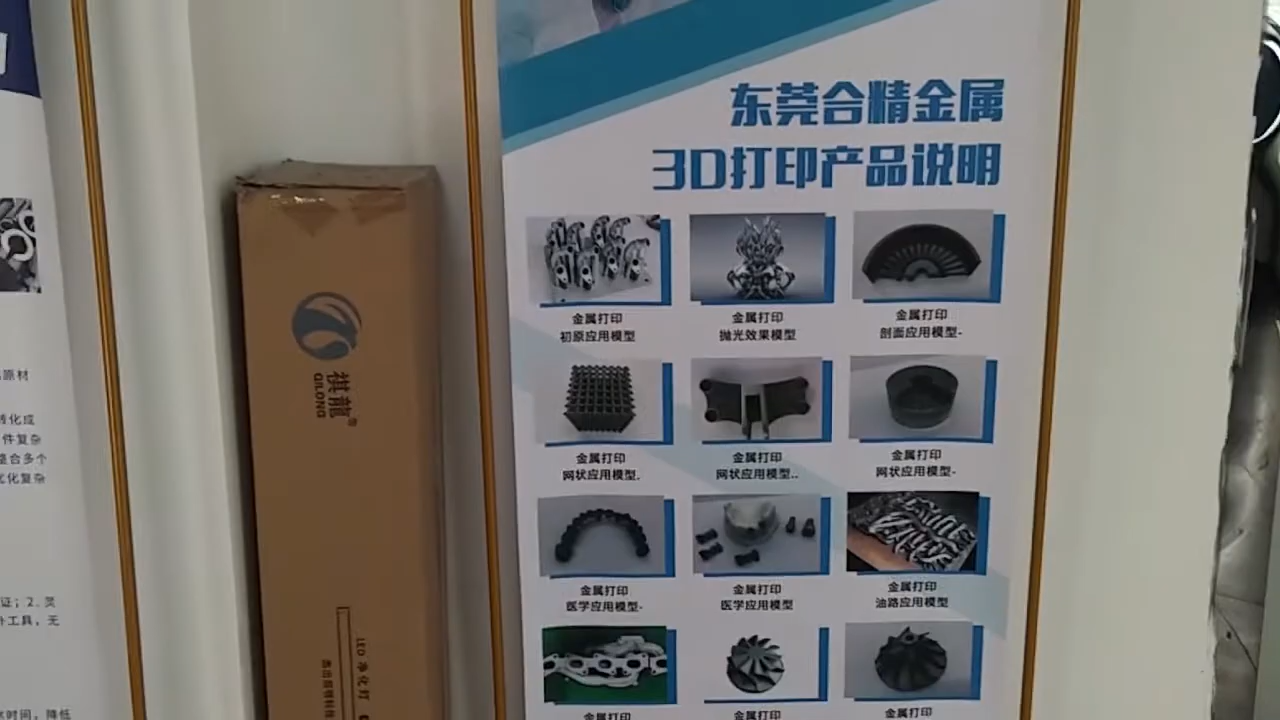 原材
转化成
件复杂
整合多个
优化复杂
证；2.灵
外工具，无
时间，降低
祺龍®
QILONG
LED 净化灯
东莞合精金属
3D打印产品说明
金属打印
初原应用模型
金属打印
抛光效果模型
金属打印
剖面应用模型-
金属打印
网状应用模型.
金属打印
网状应用模型..
金属打印
网状应用模型-
金属打印
医学应用模型-
金属打印
医学应用模型
金属打印
油路应用模型
金属打印
金属打印
金属打印